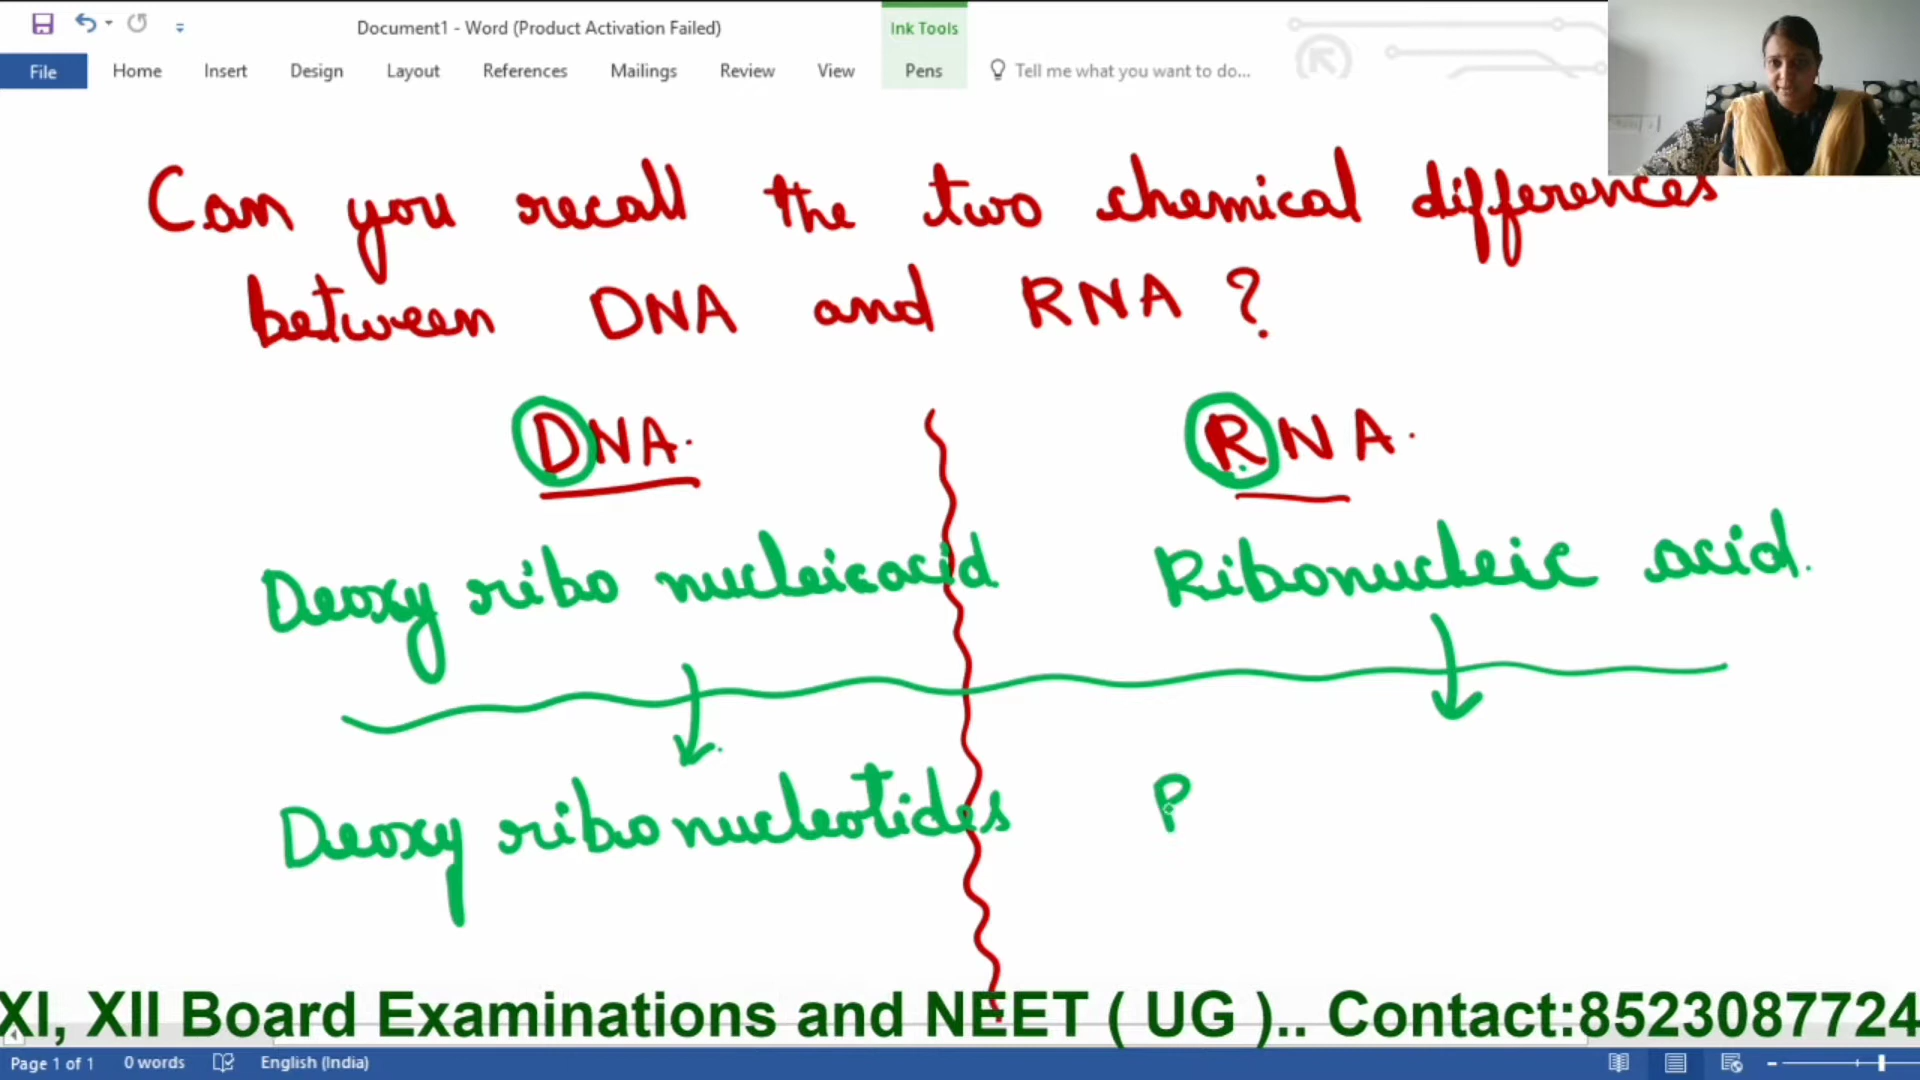 Document1 - Word (Product Activation Failed)
Ink Tools
File Home Insert Design Layout References Mailings Review View Pens Tell me what you want to do...
Can you recall the two chemical differences
between DNA and RNA ?
DNA. RNA.
Deoxy ribo nucleicacid Ribonucleic acid.
Deoxy ribonucleotides P
XI, XII Board Examinations and NEET ( UG ).. Contact:8523087724
Page 1 of 1 0 words English (India)